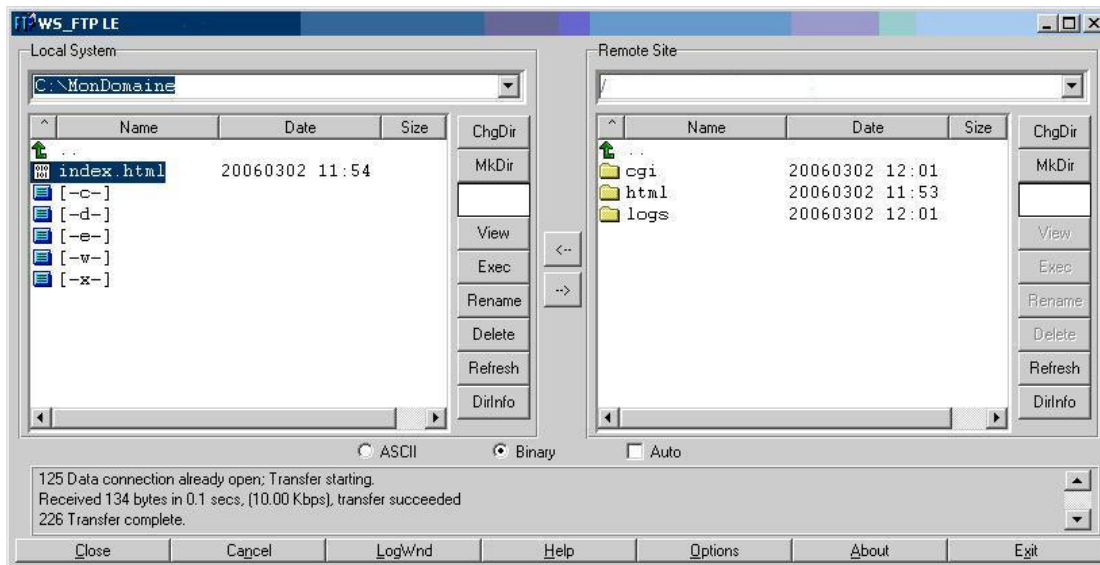 WS_FTP LE
Local System
C:\MonDomaine
^ Name Date Size
..
index.html 20060302 11:54
[-c-]
[-d-]
[-e-]
[-w-]
[-x-]
ChgDir
MkDir
View
Exec
Rename
Delete
Refresh
DirInfo
<--
-->
Remote Site
/
^ Name Date Size
..
cgi 20060302 12:01
html 20060302 11:53
logs 20060302 12:01
ChgDir
MkDir
View
Exec
Rename
Delete
Refresh
DirInfo
ASCII Binary Auto
125 Data connection already open; Transfer starting.
Received 134 bytes in 0.1 secs, (10.00 Kbps), transfer succeeded
226 Transfer complete.
Close Cancel LogWnd Help Options About Exit